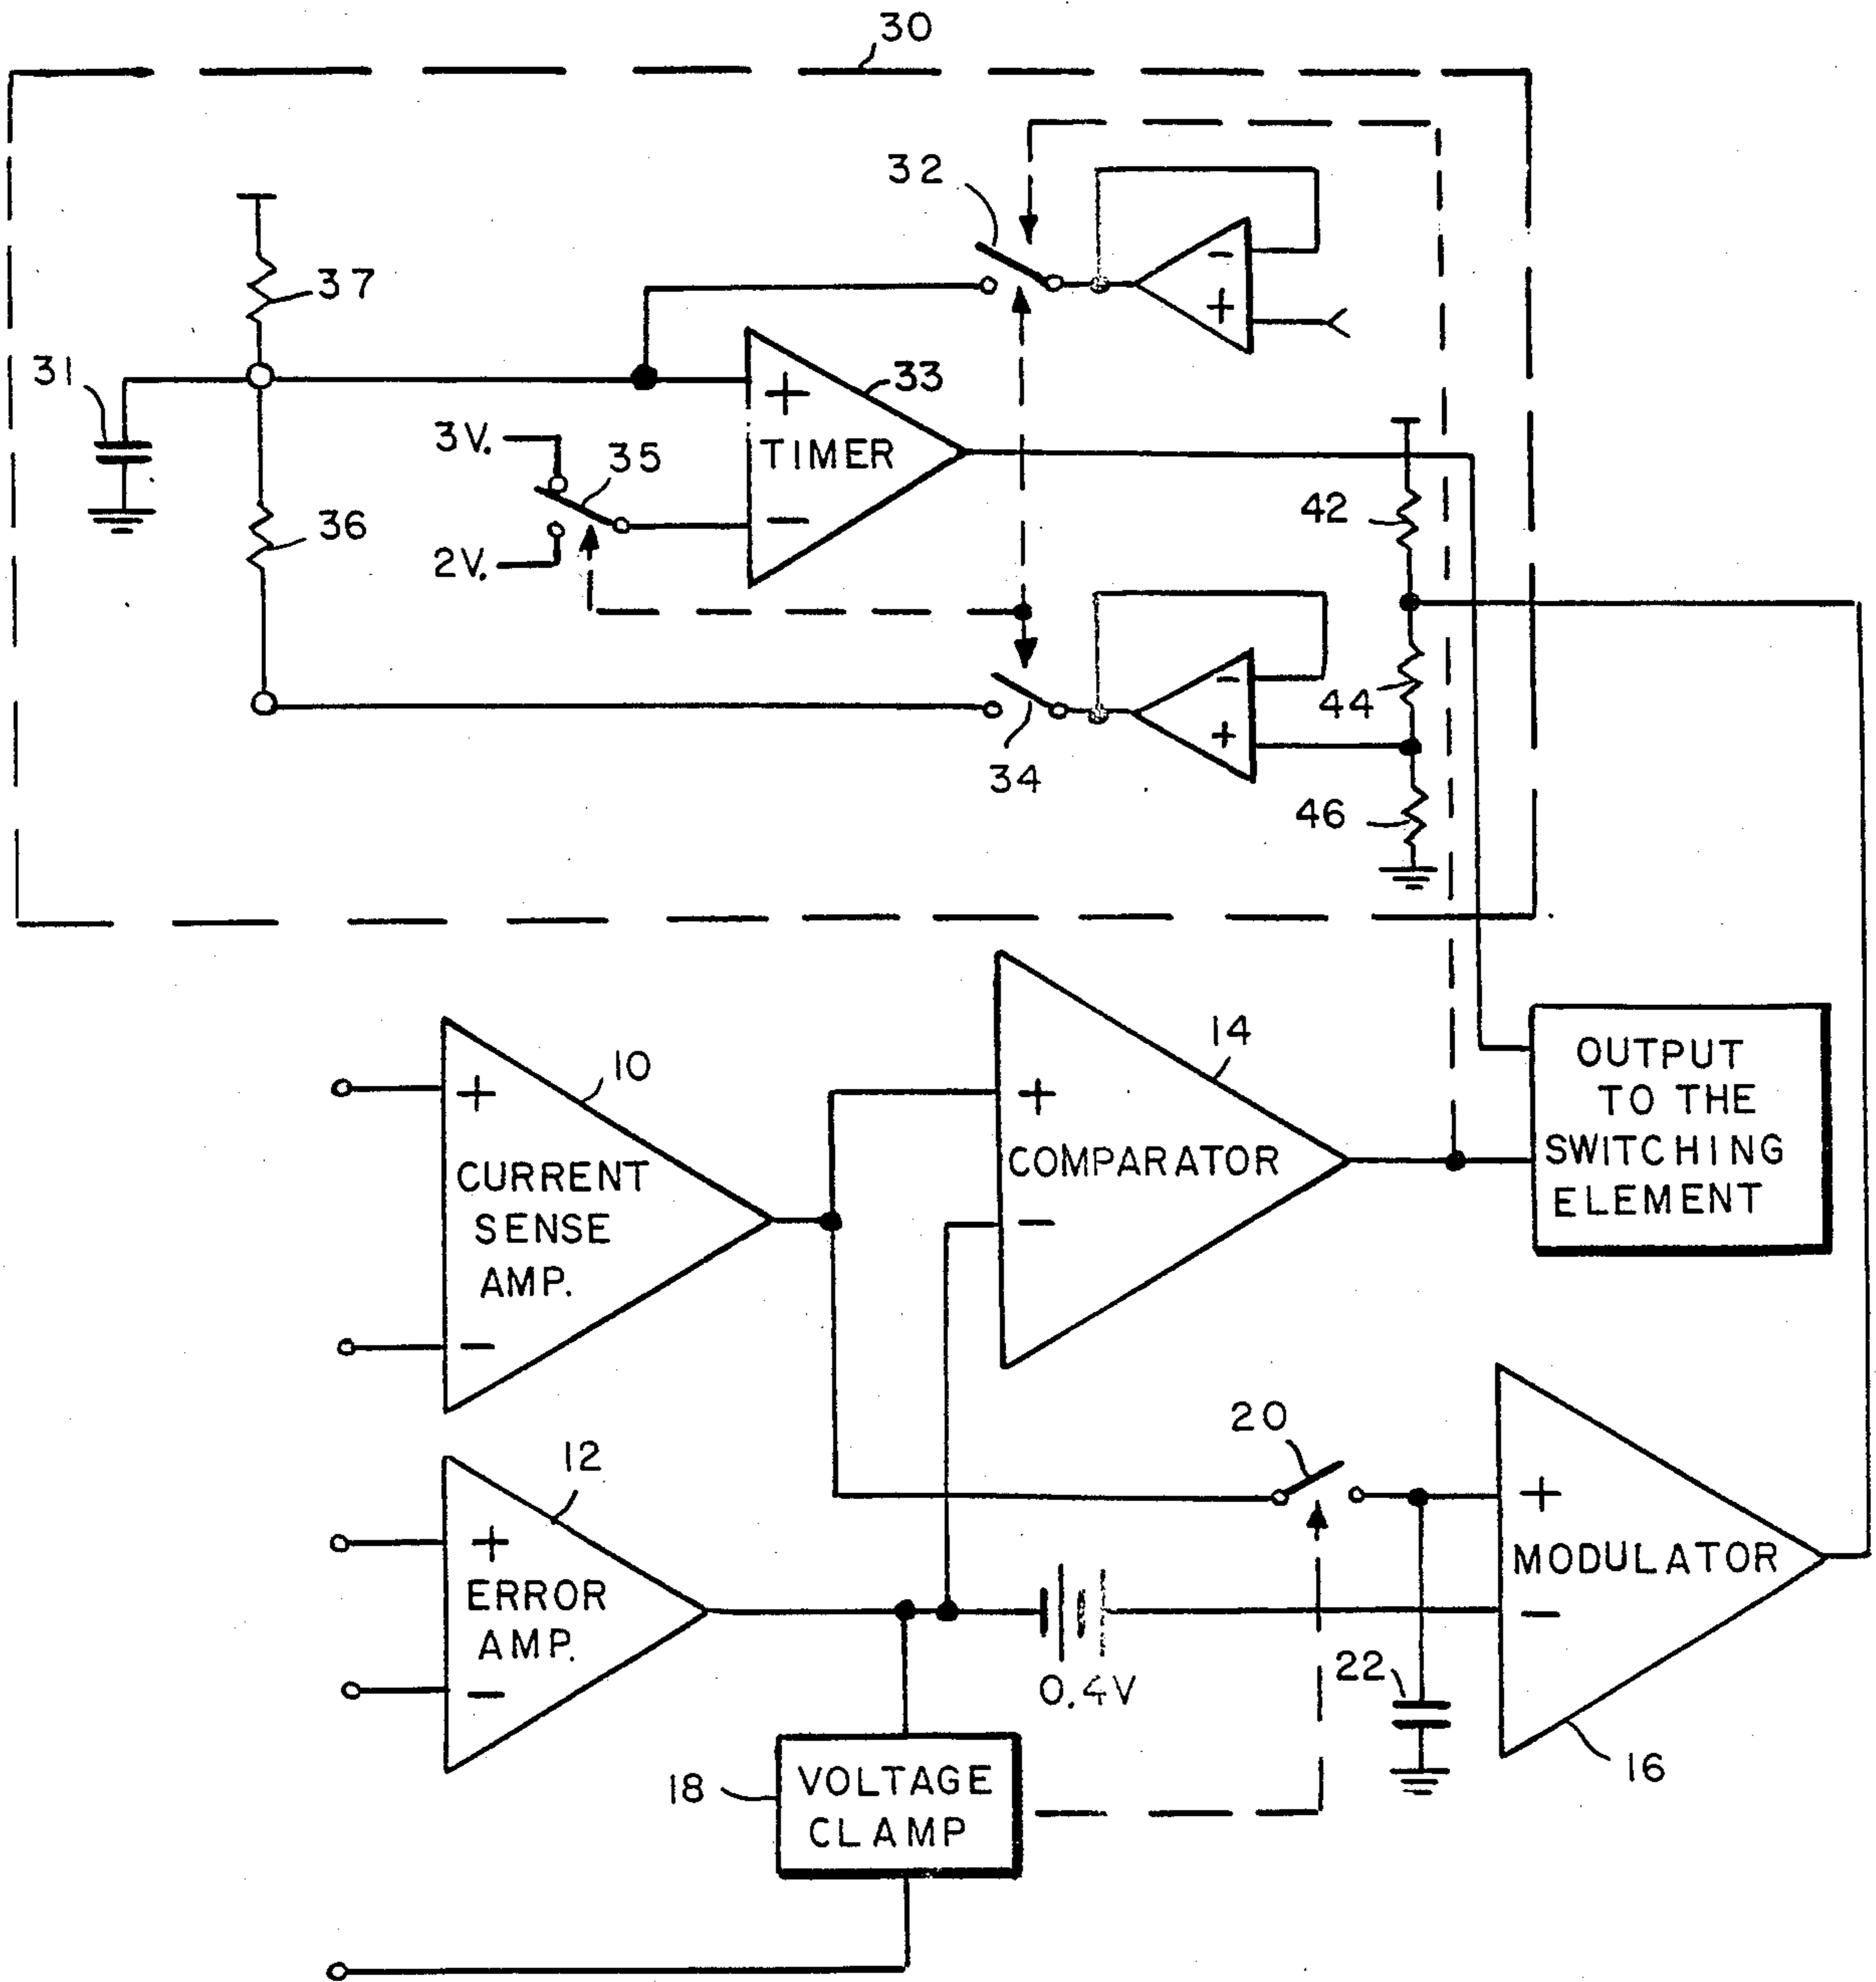 30
32
37
+
-
31
+
33
3V.
35
TIMER
-
2V.
36
42
44
-
+
34
46
14
10
+
+
OUTPUT
TO THE
SWITCHING
ELEMENT
CURRENT
SENSE
AMP.
COMPARATOR
-
-
20
12
+
ERROR
AMP.
-
+
MODULATOR
-
0.4V
22
16
18
VOLTAGE
CLAMP